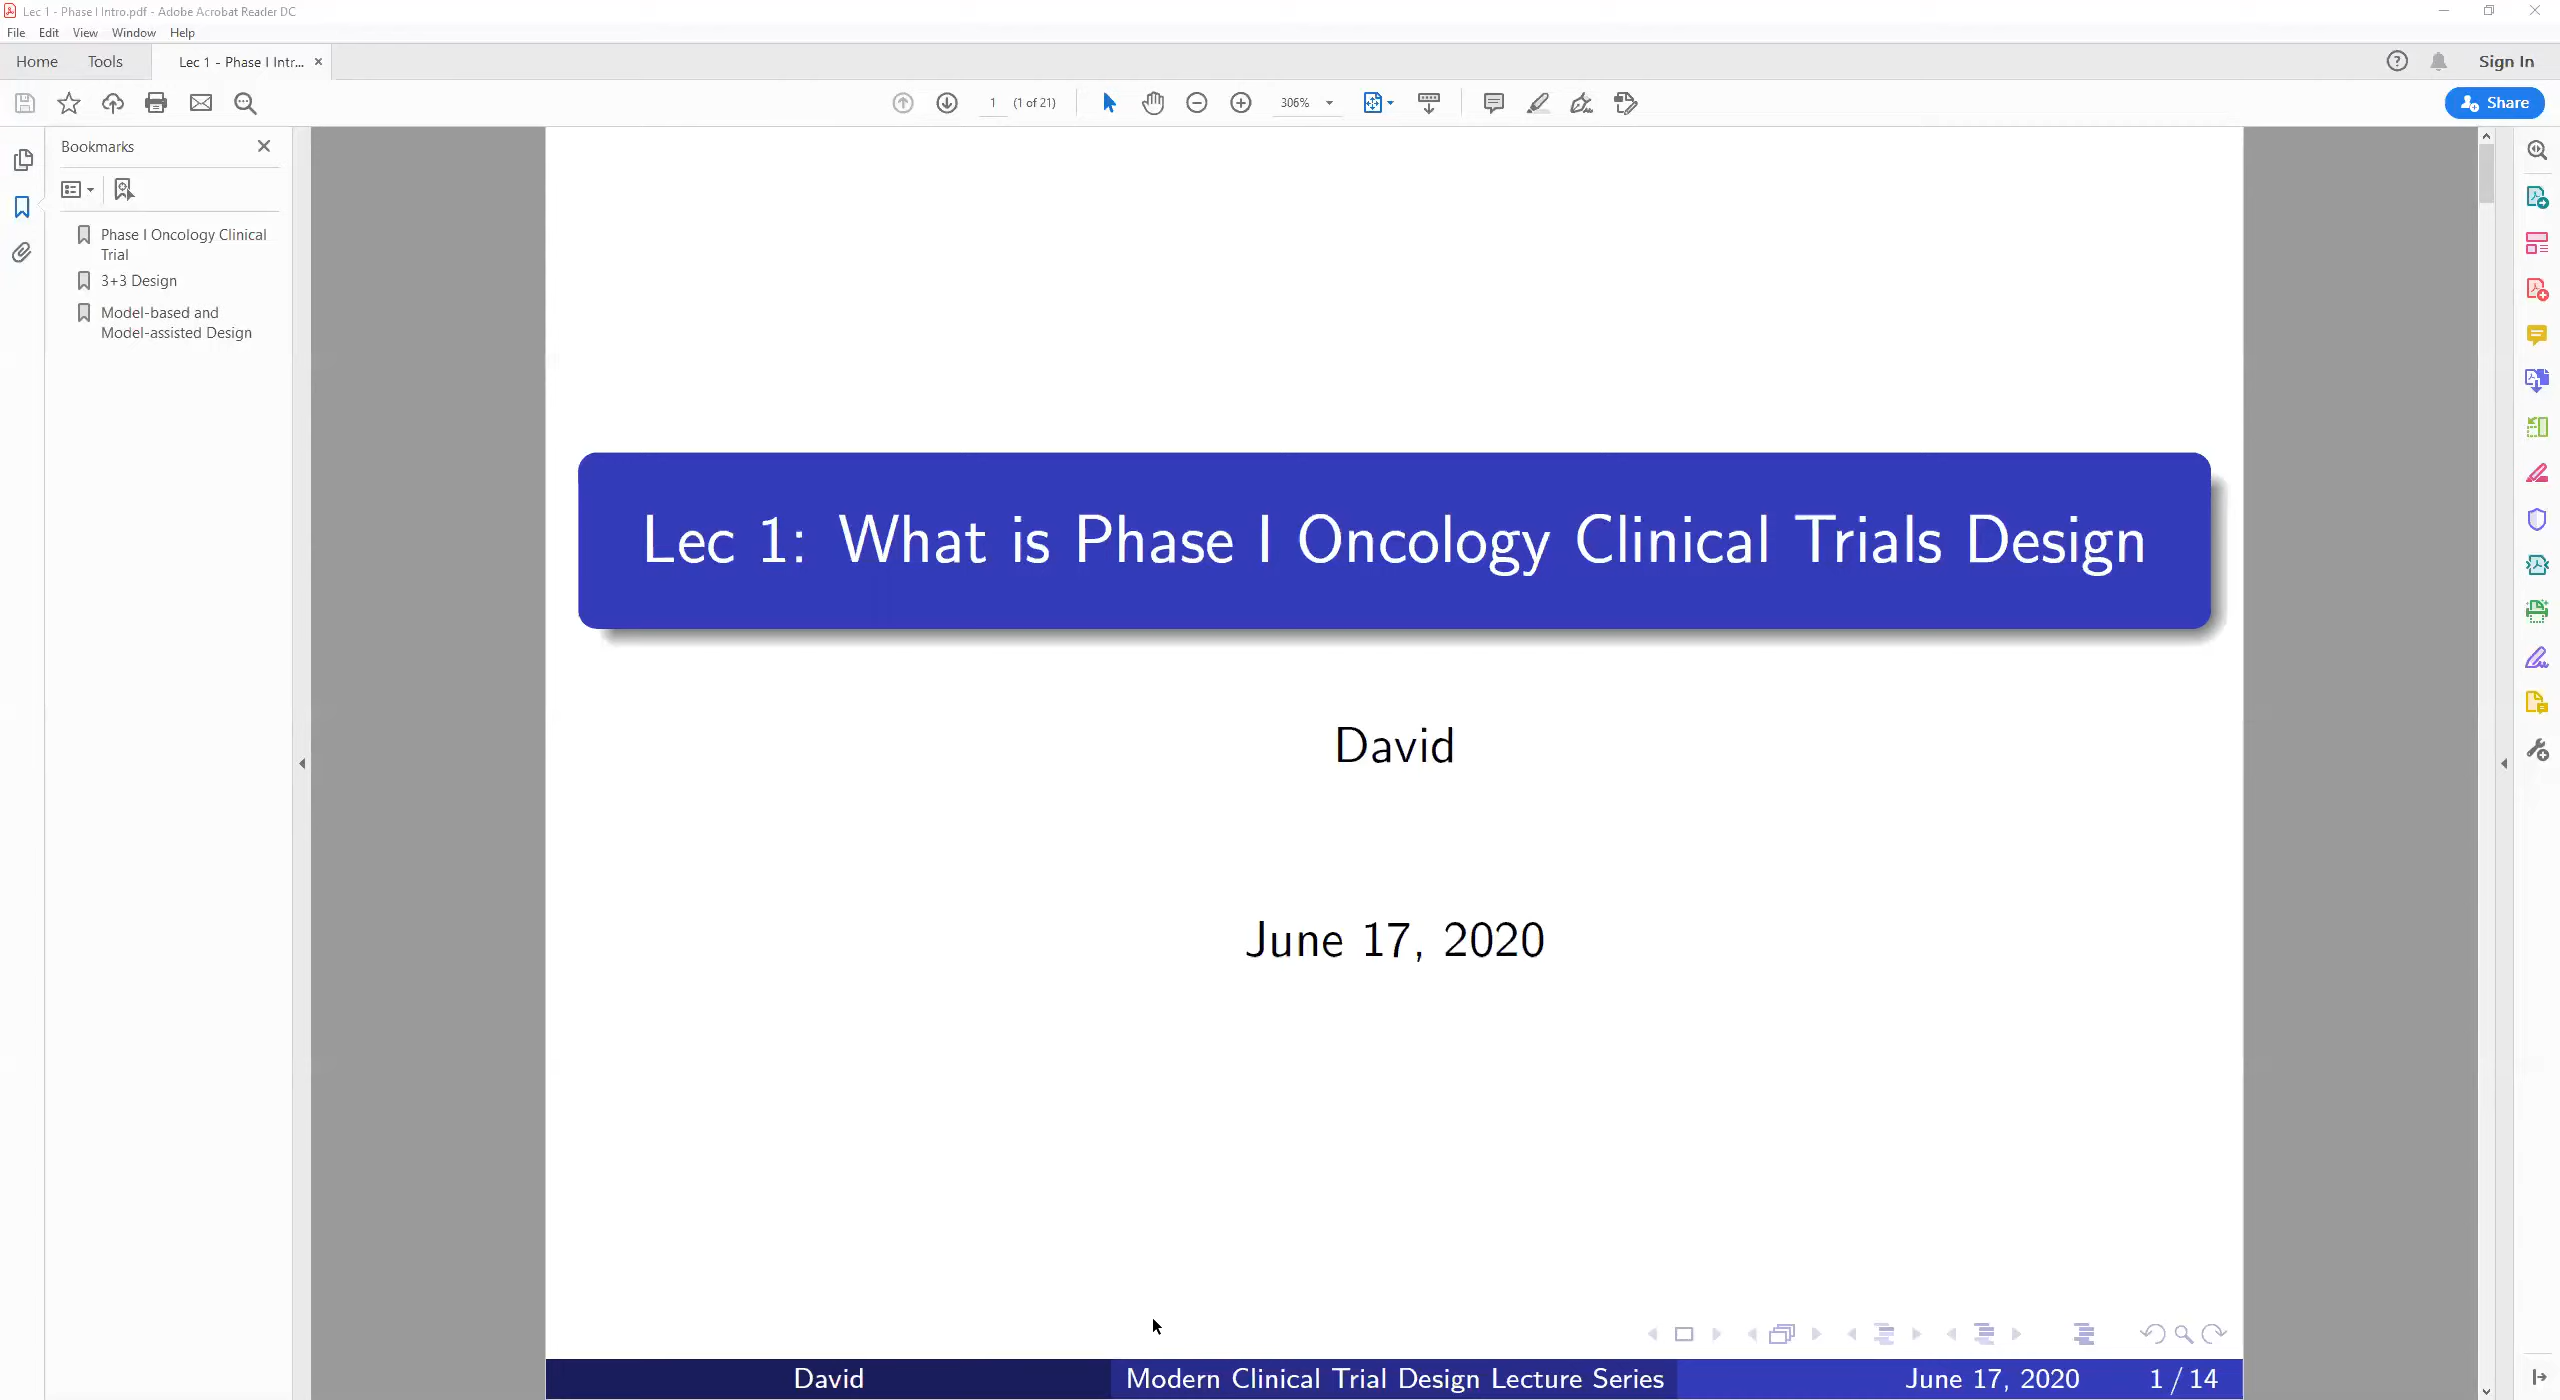 Lec 1 - Phase I Intro.pdf - Adobe Acrobat Reader DC
File Edit View Window Help
Home Tools Lec 1 - Phase I Intr... Sign In
1 (1 of 21) 306% Share
Bookmarks
Phase I Oncology Clinical
Trial
3+3 Design
Model-based and
Model-assisted Design
Lec 1: What is Phase I Oncology Clinical Trials Design
David
June 17, 2020
David Modern Clinical Trial Design Lecture Series June 17, 2020 1 / 14